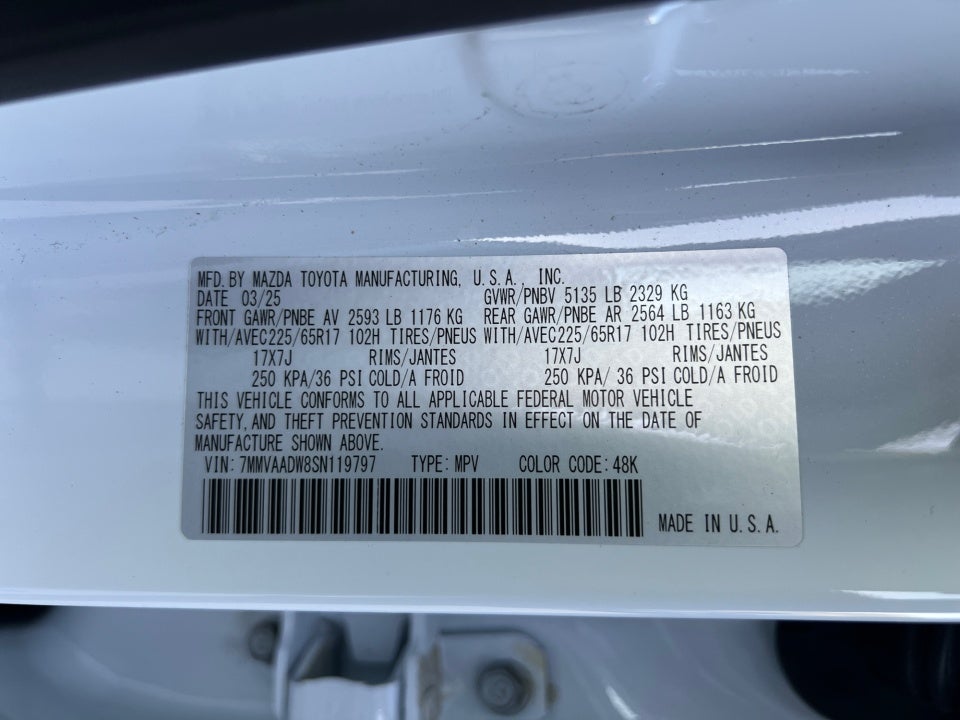 MFD. BY MAZDA TOYOTA MANUFACTURING, U.S.A., INC.
DATE 03/25 GVWR/PNBV 5135 LB 2329 KG
FRONT GAWR/PNBE AV 2593 LB 1176 KG REAR GAWR/PNBE AR 2564 LB 1163 KG
WITH/AVEC225/65R17 102H TIRES/PNEUS WITH/AVEC225/65R17 102H TIRES/PNEUS
17X7J RIMS/JANTES 17X7J RIMS/JANTES
250 KPA/36 PSI COLD/A FROID 250 KPA/ 36 PSI COLD/A FROID
THIS VEHICLE CONFORMS TO ALL APPLICABLE FEDERAL MOTOR VEHICLE
SAFETY, AND THEFT PREVENTION STANDARDS IN EFFECT ON THE DATE OF
MANUFACTURE SHOWN ABOVE.
VIN: 7MMVAADW8SN119797 TYPE: MPV COLOR CODE: 48K
MADE IN U.S.A.